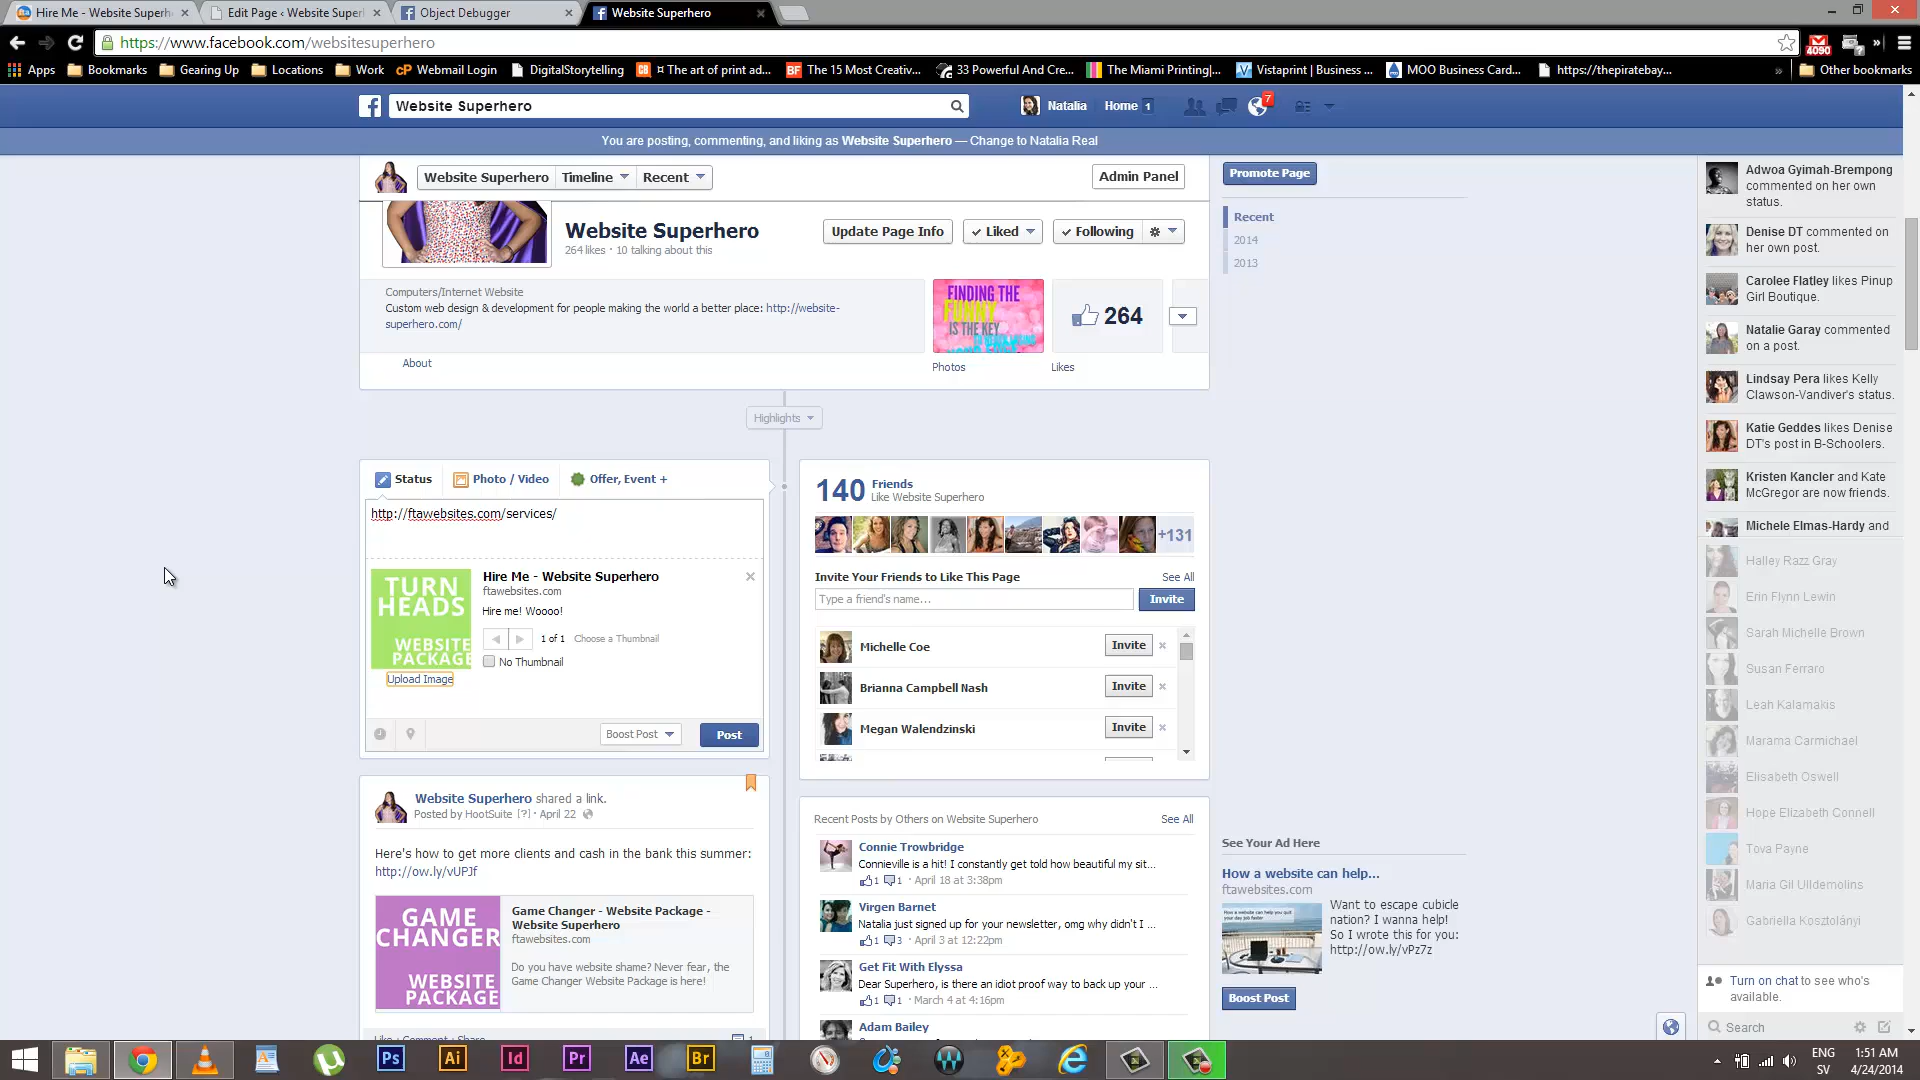 Hire Me - Website Superh
Edit Page ‹ Website Super
Object Debugger
Website Superhero
https://www.facebook.com/websitesuperhero
4090
Apps
Bookmarks
Gearing Up
Locations
Work
cP Webmail Login
DigitalStorytelling
¤ The art of print ad...
BF The 15 Most Creativ...
33 Powerful And Cre...
The Miami Printing|...
Vistaprint | Business ...
MOO Business Card...
https://thepiratebay...
»
Other bookmarks
Website Superhero
Natalia
Home 1
7
You are posting, commenting, and liking as Website Superhero — Change to Natalia Real
Website Superhero
Timeline
Recent
Admin Panel
Promote Page
Recent
2014
2013
Website Superhero
264 likes · 10 talking about this
Update Page Info
Liked
Following
Computers/Internet Website
Custom web design & development for people making the world a better place: http://website-
superhero.com/
About
FINDING THE
FUNNY
IS THE KEY
Photos
264
Likes
Highlights
Status
Photo / Video
Offer, Event +
http://ftawebsites.com/services/
TURN
HEADS
WEBSITE
PACKAGE
Upload Image
Hire Me - Website Superhero
ftawebsites.com
Hire me! Woooo!
1 of 1 Choose a Thumbnail
No Thumbnail
Boost Post
Post
Website Superhero shared a link.
Posted by HootSuite [?] · April 22
Here's how to get more clients and cash in the bank this summer:
http://ow.ly/vUPJf
GAME
CHANGER
WEBSITE
PACKAGE
Game Changer - Website Package -
Website Superhero
ftawebsites.com
Do you have website shame? Never fear, the
Game Changer Website Package is here!
Like · Comment · Share
1
140 Friends
Like Website Superhero
+131
Invite Your Friends to Like This Page
See All
Type a friend's name...
Invite
Michelle Coe
Invite
Brianna Campbell Nash
Invite
Megan Walendzinski
Invite
Recent Posts by Others on Website Superhero
See All
Connie Trowbridge
Connieville is a hit! I constantly get told how beautiful my sit...
1 1 · April 18 at 3:38pm
Virgen Barnet
Natalia just signed up for your newsletter, omg why didn't I ...
1 3 · April 3 at 12:22pm
Get Fit With Elyssa
Dear Superhero, is there an idiot proof way to back up your ...
1 1 · March 4 at 4:16pm
Adam Bailey
See Your Ad Here
How a website can help...
ftawebsites.com
Want to escape cubicle
nation? I wanna help!
So I wrote this for you:
http://ow.ly/vPz7z
Boost Post
Adwoa Gyimah-Brempong
commented on her own
status.
Denise DT commented on
her own post.
Carolee Flatley likes Pinup
Girl Boutique.
Natalie Garay commented
on a post.
Lindsay Pera likes Kelly
Clawson-Vandiver's status.
Katie Geddes likes Denise
DT's post in B-Schoolers.
Kristen Kancler and Kate
McGregor are now friends.
Michele Elmas-Hardy and
Halley Razz Gray
Erin Flynn Lewin
Sarah Michelle Brown
Susan Ferraro
Leah Kalamakis
Marama Carmichael
Elisabeth Oswell
Hope Elizabeth Connell
Tova Payne
Maria Gil Ulldemolins
Gabriella Kosztolányi
Turn on chat to see who's
available.
Search
Ps
Ai
Id
Pr
Ae
Br
ENG
SV
1:51 AM
4/24/2014